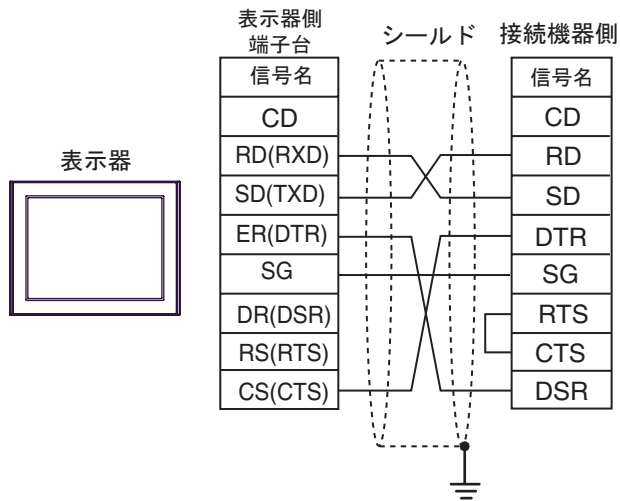 表示器側
端子台
シールド
接続機器側
表示器
信号名
CD
RD(RXD)
SD(TXD)
ER(DTR)
SG
DR(DSR)
RS(RTS)
CS(CTS)
信号名
CD
RD
SD
DTR
SG
RTS
CTS
DSR